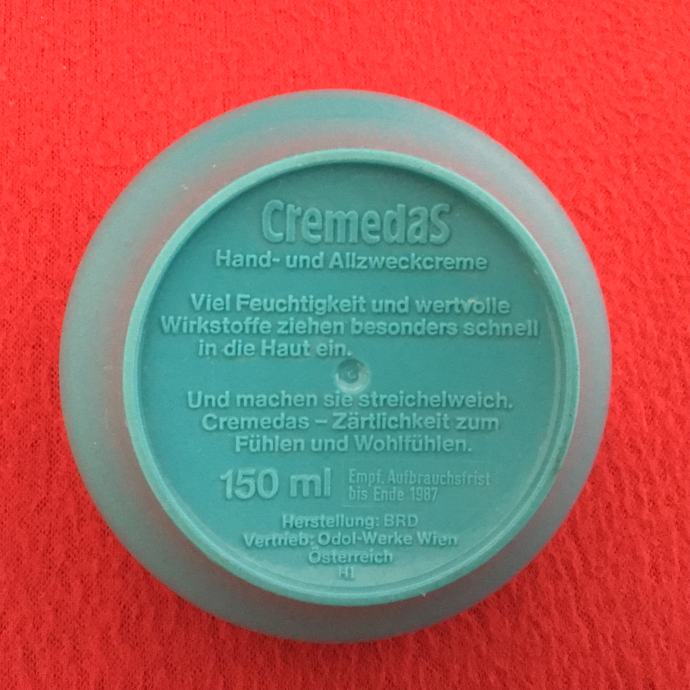 Cremedas
Hand- und Allzweckcreme
Viel Feuchtigkeit und wertvolle
Wirkstoffe ziehen besonders schnell
in die Haut ein.
Und machen sie streichelweich.
Cremedas – Zärtlichkeit zum
Fühlen und Wohlfühlen.
150 ml
Empf. Aufbrauchsfrist
bis Ende 1987
Herstellung: BRD
Vertrieb: Odol-Werke Wien
Österreich
H1